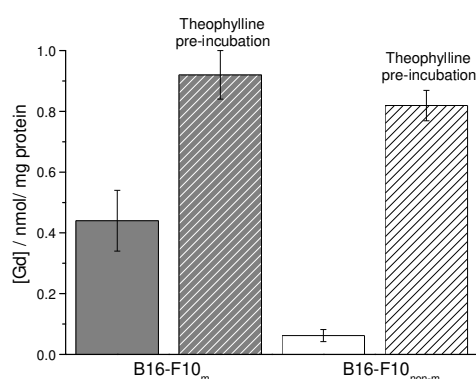 Theophylline
pre-incubation
Theophylline
pre-incubation
[Gd] / nmol/ mg protein
1.0
0.8
0.6
0.4
0.2
0.0
B16-F10m
B16-F10non-m